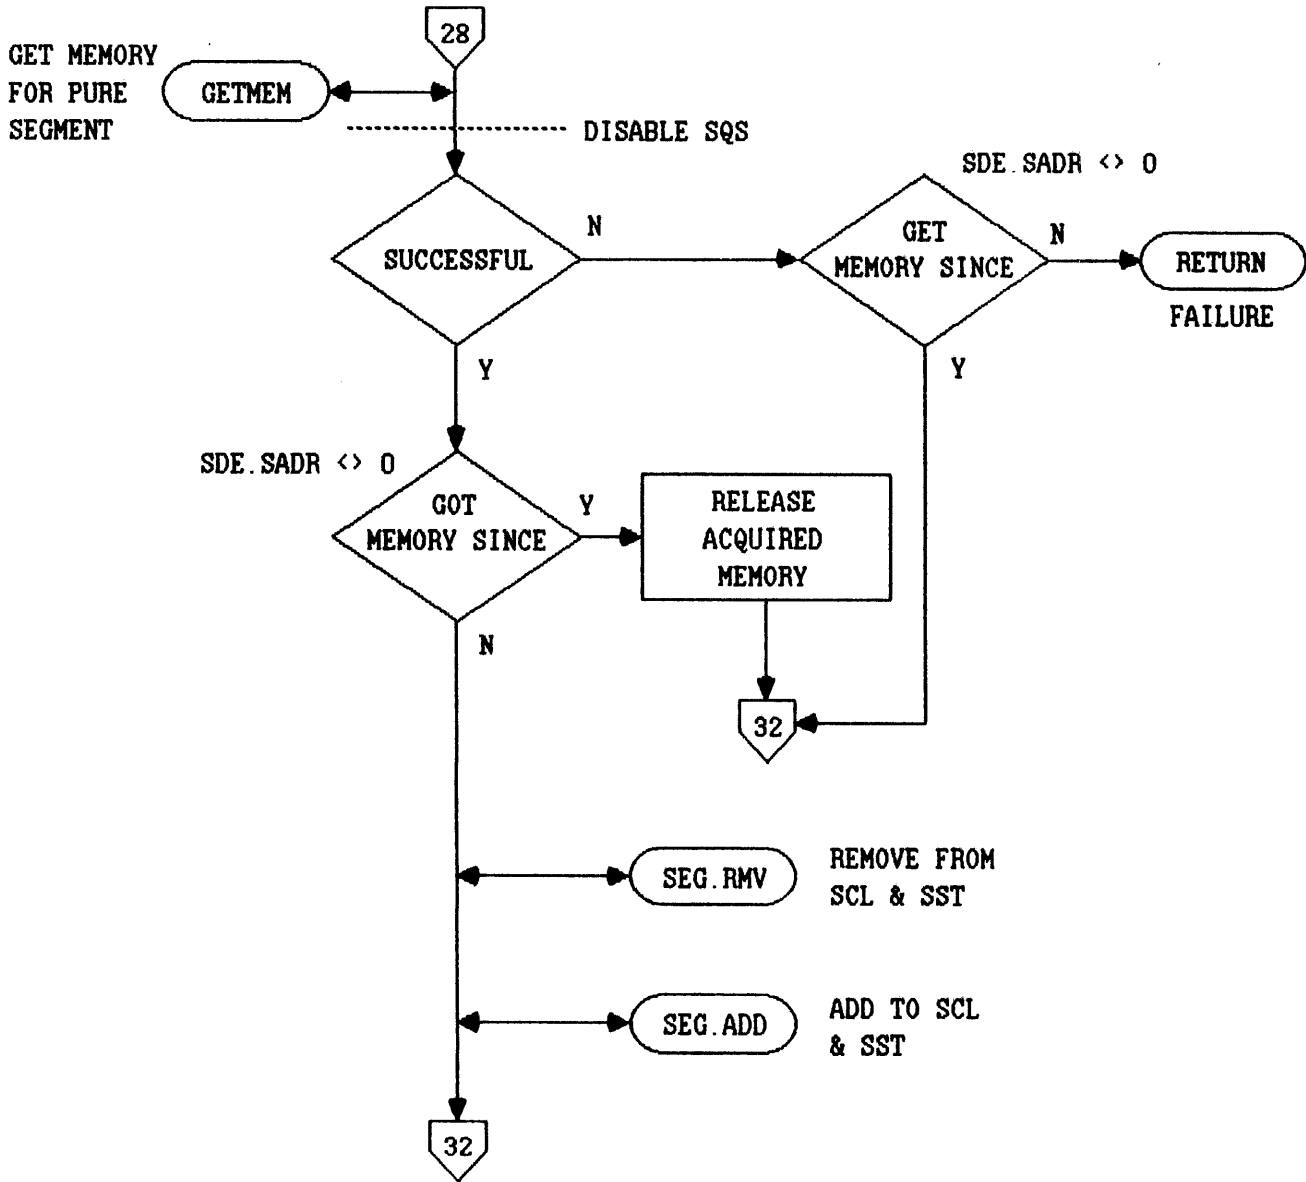 28
GET MEMORY
FOR PURE
SEGMENT
GETMEM
DISABLE SQS
SDE.SADR <> 0
SUCCESSFUL
N
GET
MEMORY SINCE
N
RETURN
FAILURE
Y
Y
SDE.SADR <> 0
GOT
MEMORY SINCE
Y
RELEASE
ACQUIRED
MEMORY
N
32
SEG.RMV
REMOVE FROM
SCL & SST
SEG.ADD
ADD TO SCL
& SST
32